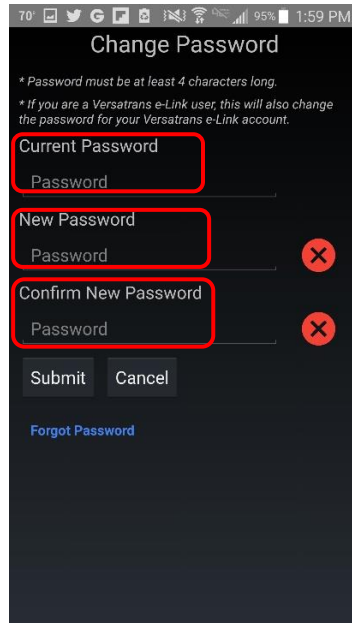 70° 95% 1:59 PM
Change Password
* Password must be at least 4 characters long.
* If you are a Versatrans e-Link user, this will also change
the password for your Versatrans e-Link account.
Current Password
Password
New Password
Password
Confirm New Password
Password
Submit Cancel
Forgot Password